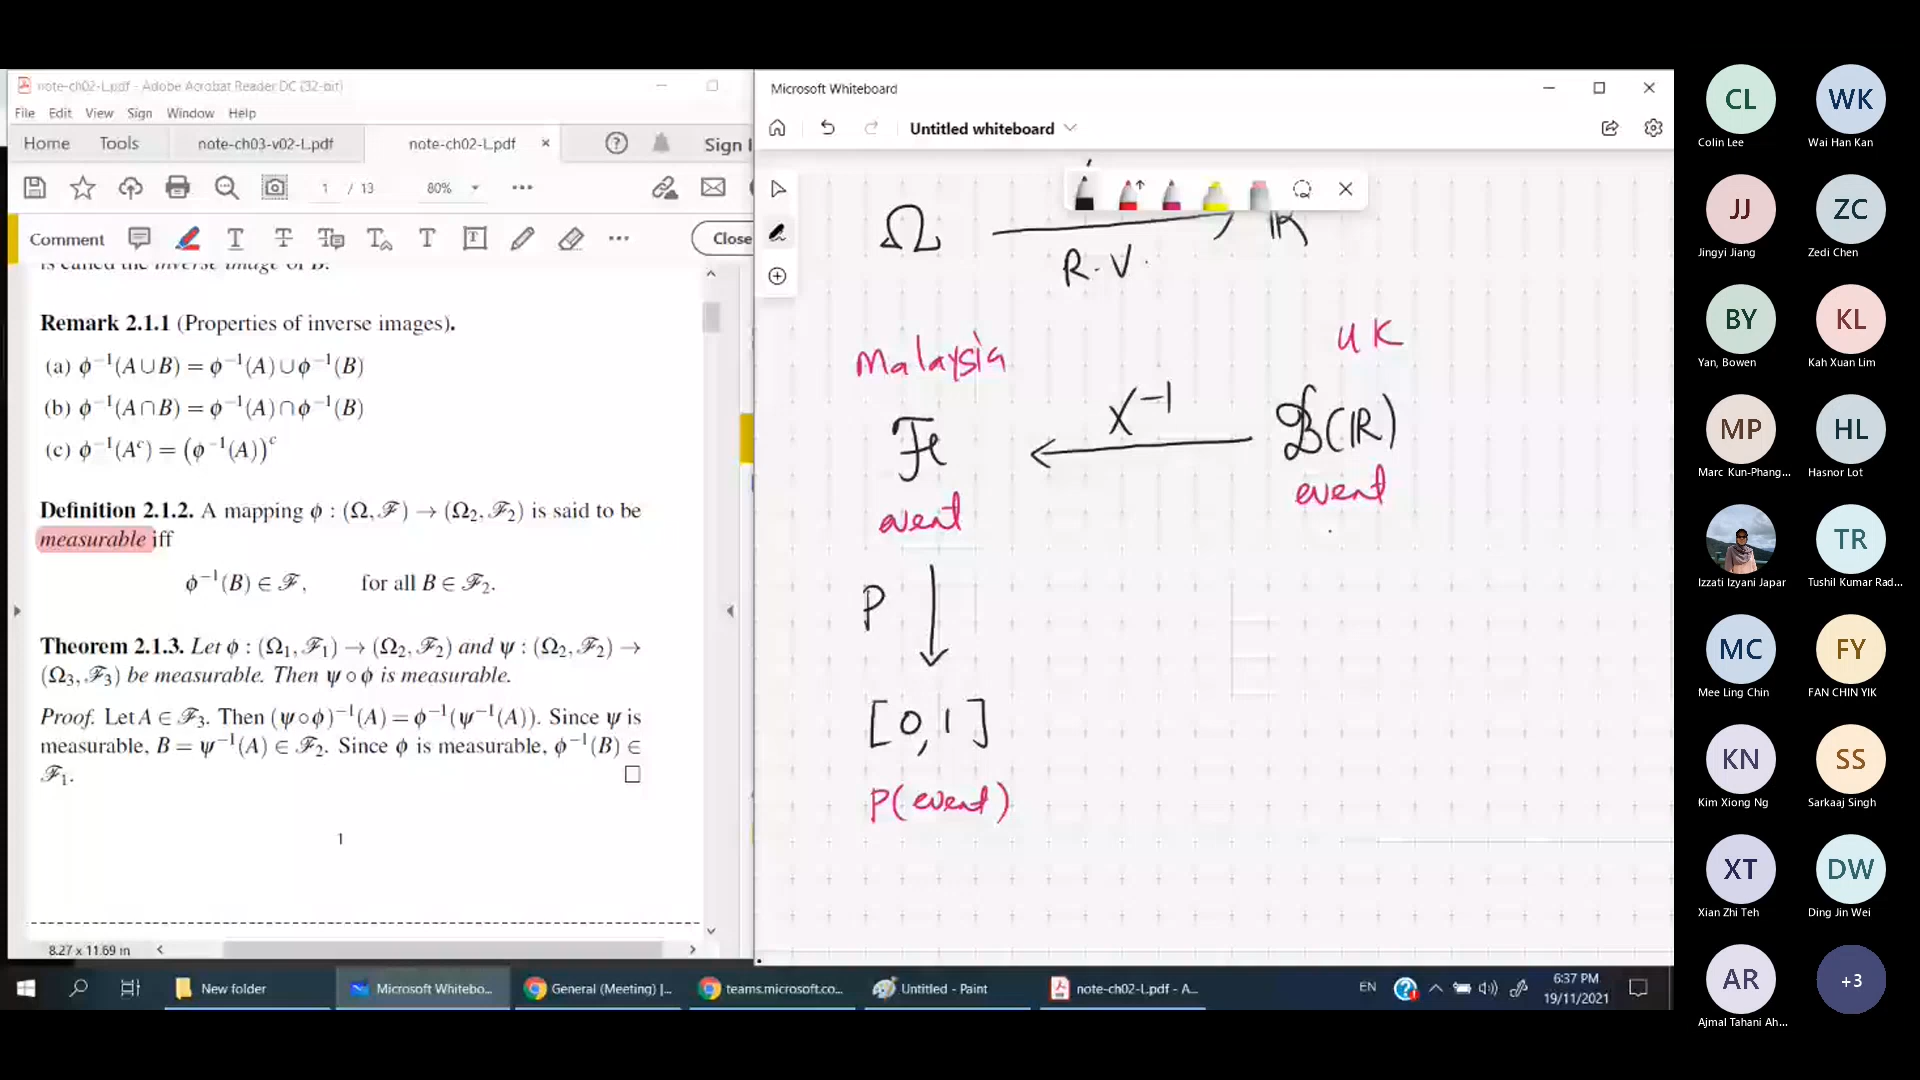 note-ch02-L.pdf - Adobe Acrobat Reader DC (32-bit)
File Edit View Sign Window Help
Home Tools note-ch03-v02-L.pdf note-ch02-L.pdf × Sign I
1 / 13 80%
Comment Close
is called the inverse image of B.
Remark 2.1.1 (Properties of inverse images).
(a) ϕ⁻¹(A∪B) = ϕ⁻¹(A)∪ϕ⁻¹(B)
(b) ϕ⁻¹(A∩B) = ϕ⁻¹(A)∩ϕ⁻¹(B)
(c) ϕ⁻¹(Aᶜ) = (ϕ⁻¹(A))ᶜ
Definition 2.1.2. A mapping ϕ : (Ω,ℱ) → (Ω₂,ℱ₂) is said to be
measurable iff
ϕ⁻¹(B) ∈ ℱ, for all B ∈ ℱ₂.
Theorem 2.1.3. Let ϕ : (Ω₁,ℱ₁) → (Ω₂,ℱ₂) and ψ : (Ω₂,ℱ₂) →
(Ω₃,ℱ₃) be measurable. Then ψ∘ϕ is measurable.
Proof. Let A ∈ ℱ₃. Then (ψ∘ϕ)⁻¹(A) = ϕ⁻¹(ψ⁻¹(A)). Since ψ is
measurable, B = ψ⁻¹(A) ∈ ℱ₂. Since ϕ is measurable, ϕ⁻¹(B) ∈
ℱ₁. □
1
8.27 x 11.69 in
Microsoft Whiteboard
Untitled whiteboard
Ω → ℝ
R.V.
Malaysia UK
X⁻¹
ℱ ← ℬ(ℝ)
event event
P ↓
[0,1]
P(event)
CL WK
Colin Lee Wai Han Kan
JJ ZC
Jingyi Jiang Zedi Chen
BY KL
Yan, Bowen Kah Xuan Lim
MP HL
Marc Kun-Phang... Hasnor Lot
TR
Izzati Izyani Japar Tushil Kumar Rad...
MC FY
Mee Ling Chin FAN CHIN YIK
KN SS
Kim Xiong Ng Sarkaaj Singh
XT DW
Xian Zhi Teh Ding Jin Wei
AR +3
Ajmal Tahani Ah...
New folder Microsoft Whitebo... General (Meeting) |... teams.microsoft.co... Untitled - Paint note-ch02-L.pdf - A... EN 6:37 PM
19/11/2021